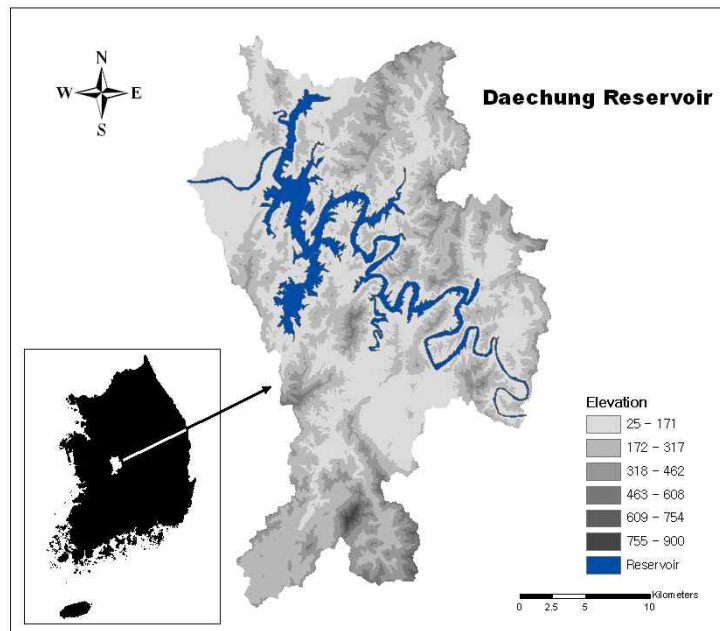 N
W E
S
Daechung Reservoir
Elevation
25 - 171
172 - 317
318 - 462
463 - 608
609 - 754
755 - 900
Reservoir
Kilometers
0 2.5 5 10